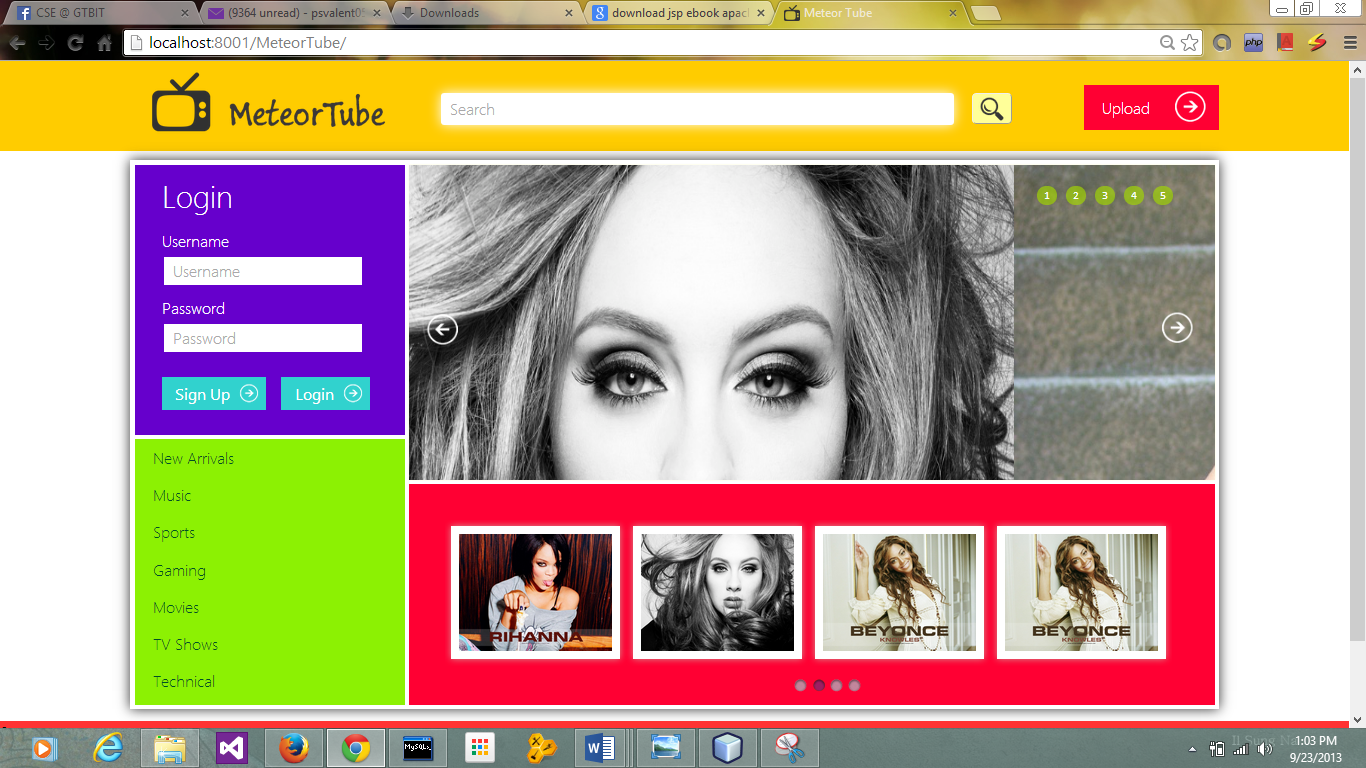 CSE @ GTBIT
(9364 unread) - psvalent05
Downloads
download jsp ebook apac
Meteor Tube
localhost:8001/MeteorTube/
php
MeteorTube
Search
Upload
Login
Username
Username
Password
Password
Sign Up
Login
1 2 3 4 5
New Arrivals
Music
Sports
Gaming
Movies
TV Shows
Technical
RIHANNA
BEYONCE
KNOWLES
BEYONCE
KNOWLES
1:03 PM
9/23/2013